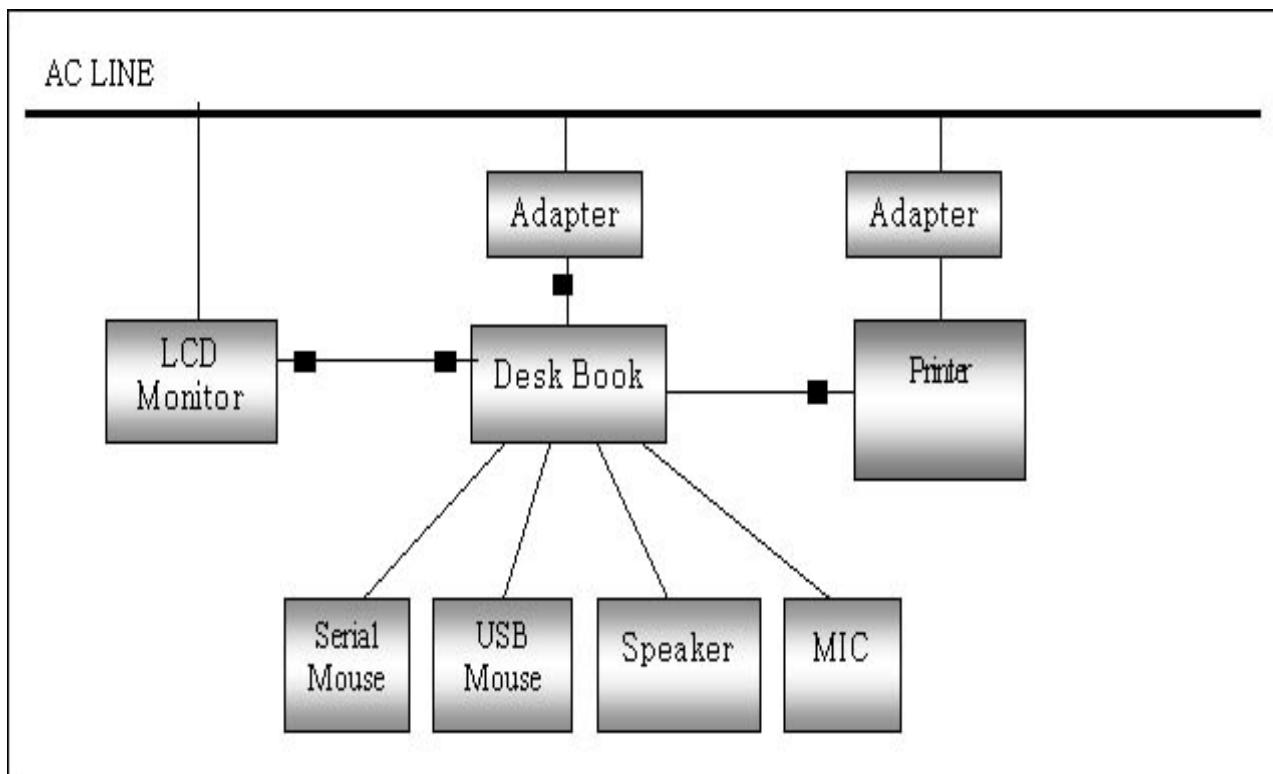 AC LINE
Adapter
Adapter
LCD
Monitor
Desk Book
Printer
Serial
Mouse
USB
Mouse
Speaker
MIC